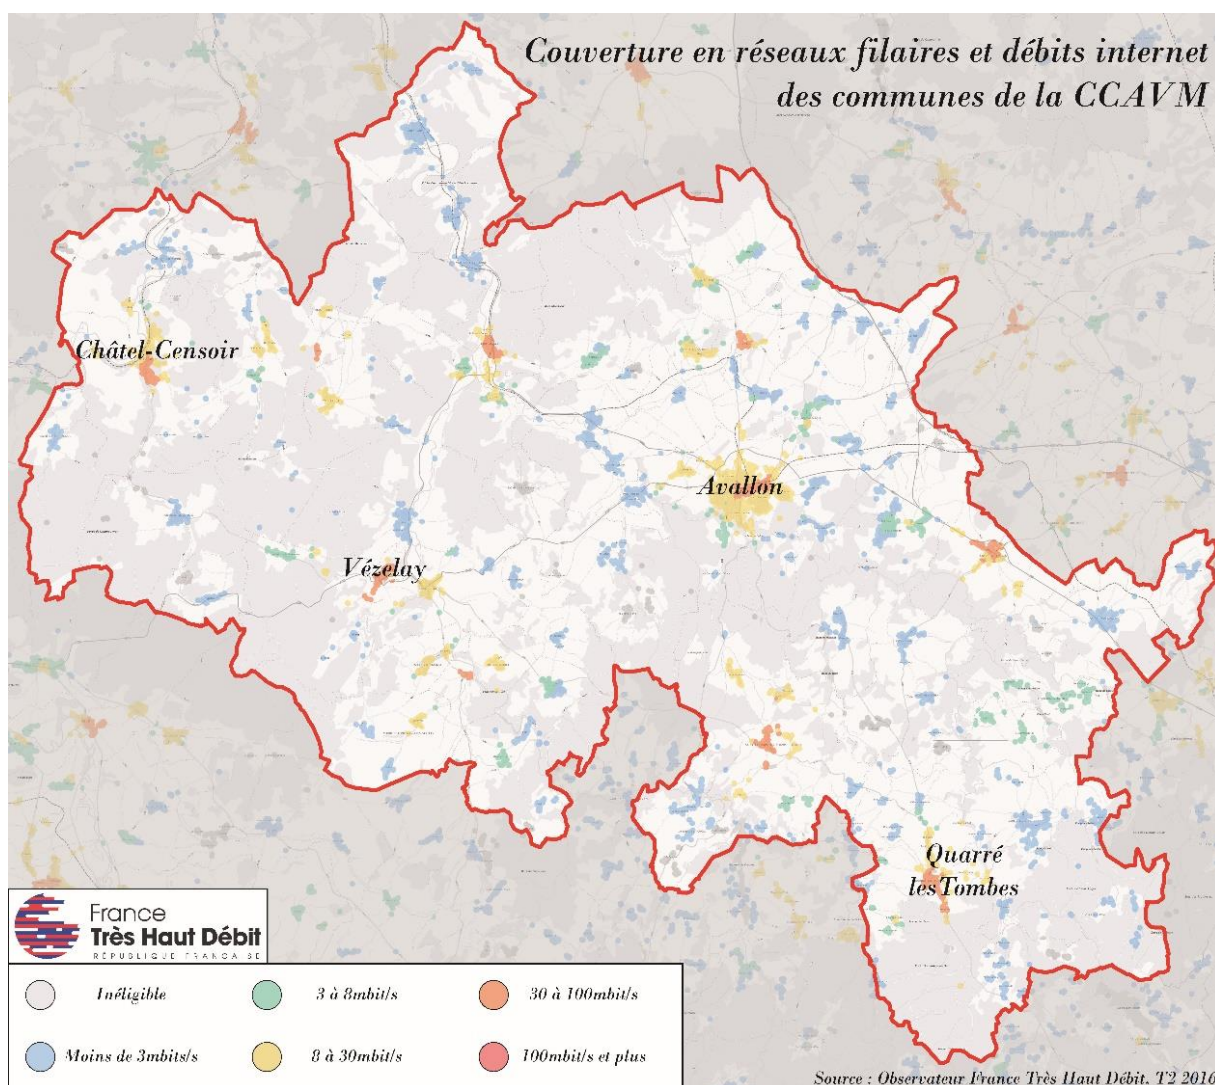 Couverture en réseaux filaires et débits internet
des communes de la CCAVM
Châtel-Censoir
Avallon
Vézelay
Quarré
les Tombes
France
Très Haut Débit
RÉPUBLIQUE FRANÇAISE
Inéligible
3 à 8mbit/s
30 à 100mbit/s
Moins de 3mbits/s
8 à 30mbit/s
100mbit/s et plus
Source : Observateur France Très Haut Débit, T2 2016